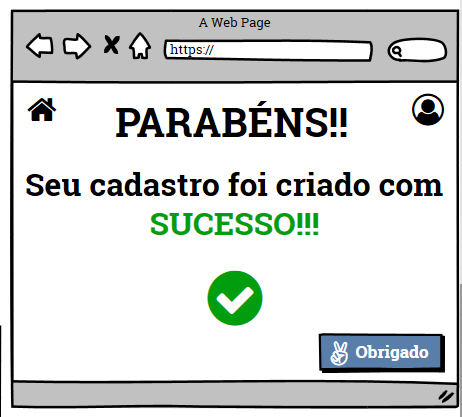 A Web Page
https://
PARABÉNS!!
Seu cadastro foi criado com
SUCESSO!!!
Obrigado